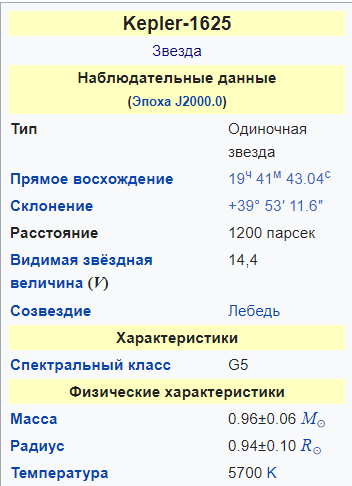 Kepler-1625
Звезда
Наблюдательные данные
(Эпоха J2000.0)
Тип Одиночная
звезда
Прямое восхождение 19ч 41м 43.04с
Склонение +39° 53′ 11.6″
Расстояние 1200 парсек
Видимая звёздная 14,4
величина (V)
Созвездие Лебедь
Характеристики
Спектральный класс G5
Физические характеристики
Масса 0.96±0.06 M☉
Радиус 0.94±0.10 R☉
Температура 5700 K